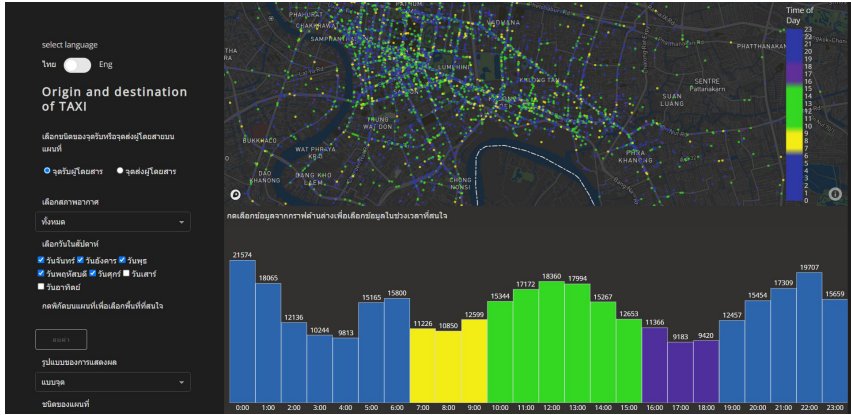 select language
ไทย Eng
Origin and destination
of TAXI
เลือกชนิดของจุดรับหรือจุดส่งผู้โดยสายบน
แผนที่
จุดรับผู้โดยสาร จุดส่งผู้โดยสาร
เลือกสภาพอากาศ
ทั้งหมด
เลือกวันในสัปดาห์
วันจันทร์ วันอังคาร วันพุธ
วันพฤหัสบดี วันศุกร์ วันเสาร์
วันอาทิตย์
กดพิกัดบนแผนที่เพื่อเลือกพื้นที่ที่สนใจ
รูปแบบของการแสดงผล
แบบจุด
ชนิดของแผนที่
PHAHURAT
CHAKKRAWAT
SAMPHANTHAWONG
VADHANA
LUMPHINI
KHLONG TAN
PHATTHANAKAN
SENTRE
Pattanakarn
SUAN
LUANG
THUNG
WAT DON
BUKKHALO
WAT PHRAYA
KRAI
DAO
KHANONG
BANG KHO
LAEM
CHONG
NONSI
PHRA
KHANONG
Time of
Day
23
22
21
20
19
18
17
16
15
14
13
12
11
10
9
8
7
6
5
4
3
2
1
0
กดเลือกข้อมูลจากกราฟด้านล่างเพื่อเลือกข้อมูลในช่วงเวลาที่สนใจ
21574 18065 12136 10244 9813 15165 15800 11226 10850 12599 15344 17172 18360 17994 15267 12653 11366 9183 9420 12457 15454 17309 19707 15659
0:00 1:00 2:00 3:00 4:00 5:00 6:00 7:00 8:00 9:00 10:00 11:00 12:00 13:00 14:00 15:00 16:00 17:00 18:00 19:00 20:00 21:00 22:00 23:00